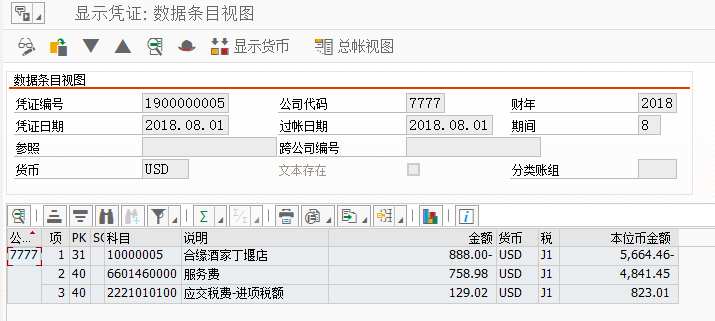 显示凭证: 数据条目视图
显示货币 总帐视图
数据条目视图
凭证编号 1900000005 公司代码 7777 财年 2018
凭证日期 2018.08.01 过帐日期 2018.08.01 期间 8
参照 跨公司编号
货币 USD 文本存在 分类账组
公… 项 PK SG 科目 说明 金额 货币 税 本位币金额
7777 1 31 10000005 合缘酒家丁堰店 888.00- USD J1 5,664.46-
2 40 6601460000 服务费 758.98 USD J1 4,841.45
3 40 2221010100 应交税费-进项税额 129.02 USD J1 823.01